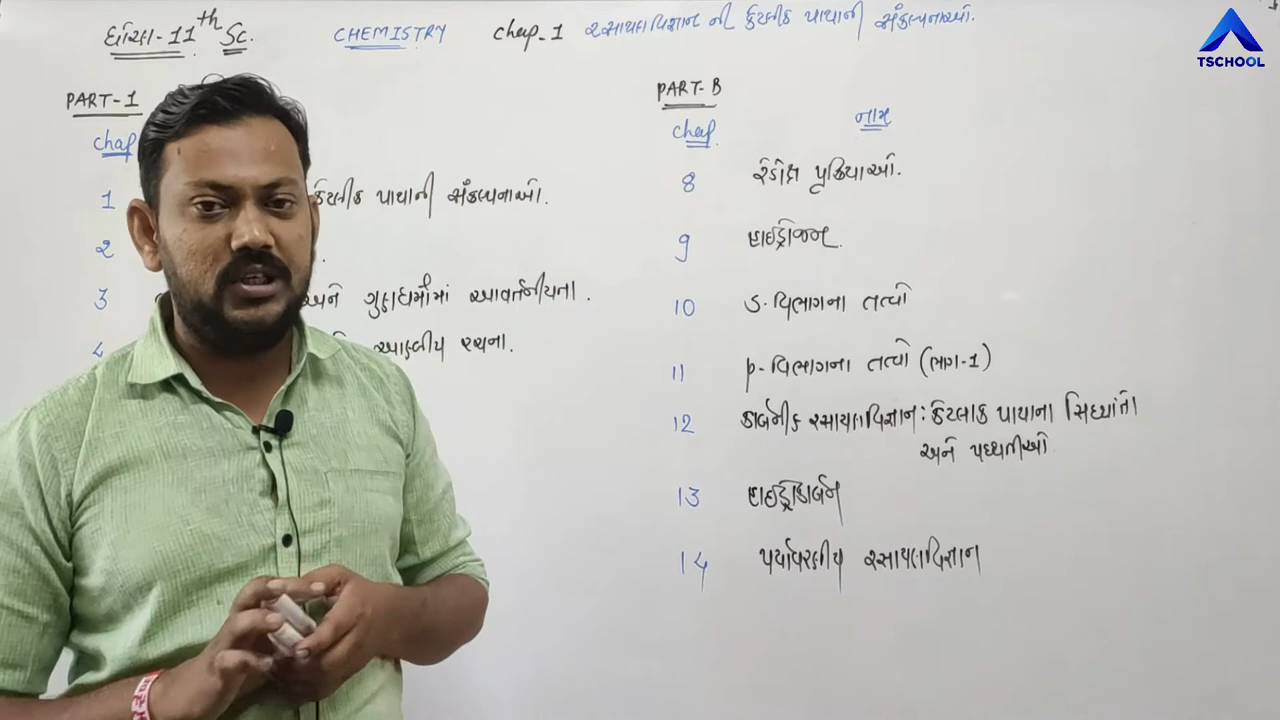 ધોરણ-11th Sc. CHEMISTRY chap-1 રસાયણવિજ્ઞાન ની કેટલીક પાયાની સંકલ્પનાઓ.
TSCHOOL
PART-1
chap
1 કેટલીક પાયાની સંકલ્પનાઓ.
2
3 અને ગુણધર્મોમાં આવર્તનીયતા.
4 આણ્વીય રચના.
PART-B
chap નામ
8 રેડોક્ષ પ્રક્રિયાઓ.
9 હાઈડ્રોજન.
10 S-વિભાગના તત્વો
11 p-વિભાગના તત્વો (ભાગ-1)
12 કાર્બનીક રસાયણવિજ્ઞાન: કેટલાક પાયાના સિધ્ધાંતો
અને પધ્ધતીઓ
13 હાઈડ્રોકાર્બન
14 પર્યાવરણીય રસાયણવિજ્ઞાન